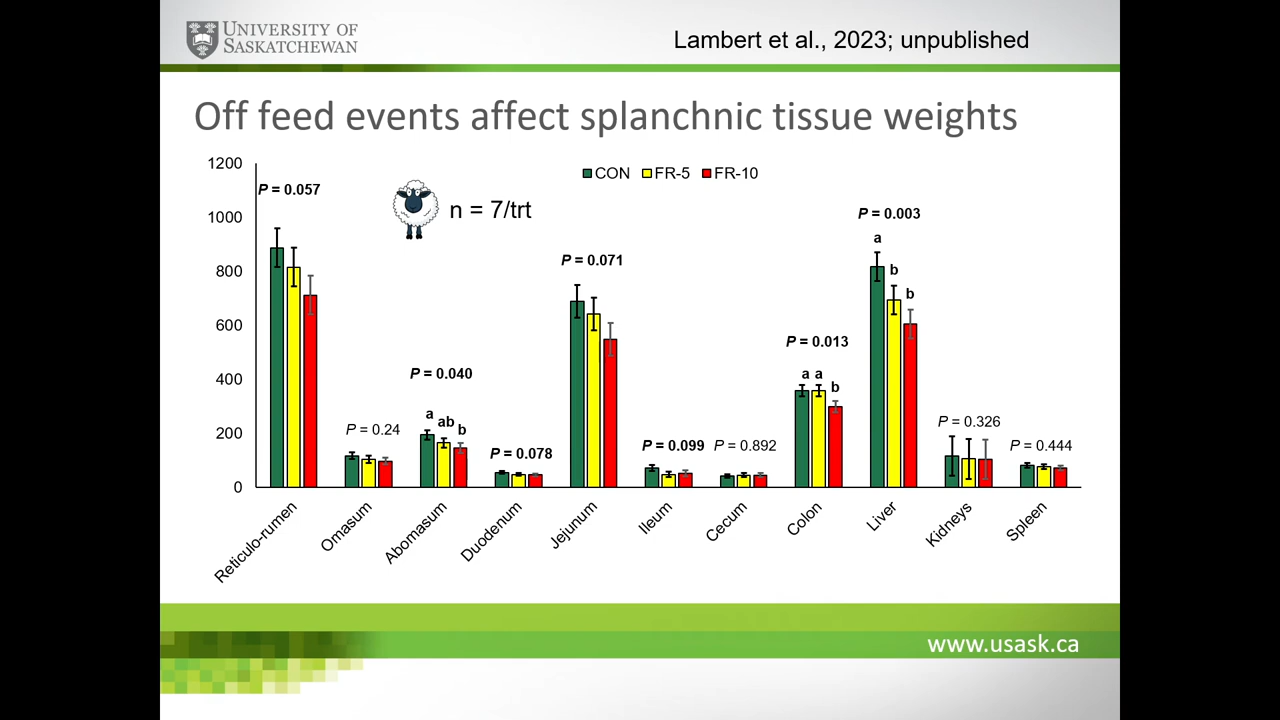 UNIVERSITY OF
SASKATCHEWAN
Lambert et al., 2023; unpublished
Off feed events affect splanchnic tissue weights
1200
1000
800
600
400
200
0
CON FR-5 FR-10
n = 7/trt
P = 0.057
P = 0.24
P = 0.040
a ab b
P = 0.078
P = 0.071
P = 0.099
P = 0.892
P = 0.013
a a b
P = 0.003
a b b
P = 0.326
P = 0.444
Reticulo-rumen
Omasum
Abomasum
Duodenum
Jejunum
Ileum
Cecum
Colon
Liver
Kidneys
Spleen
www.usask.ca